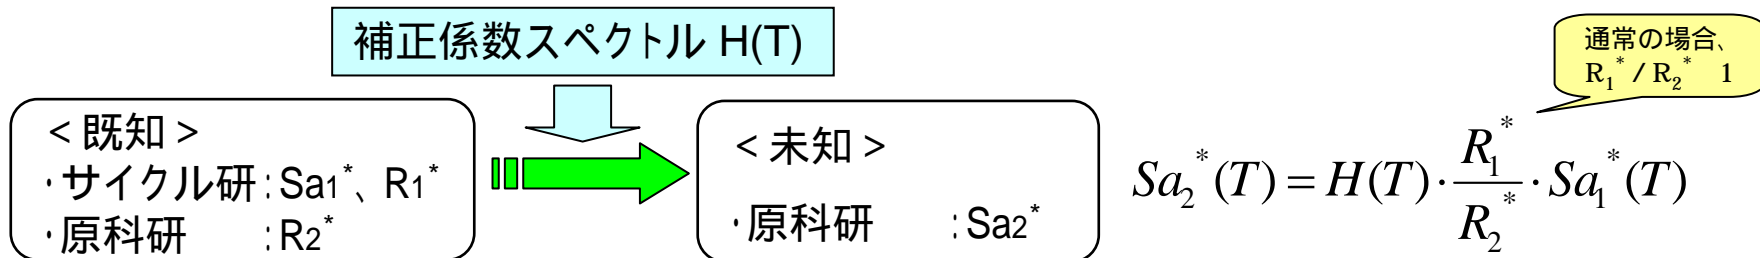 補正係数スペクトル H(T)
通常の場合、
R₁* / R₂* 1
<既知>
・サイクル研:Sa₁*、R₁*
・原科研 :R₂*
<未知>
・原科研 :Sa₂*
Sa₂*(T) = H(T)・R₁*/R₂*・Sa₁*(T)